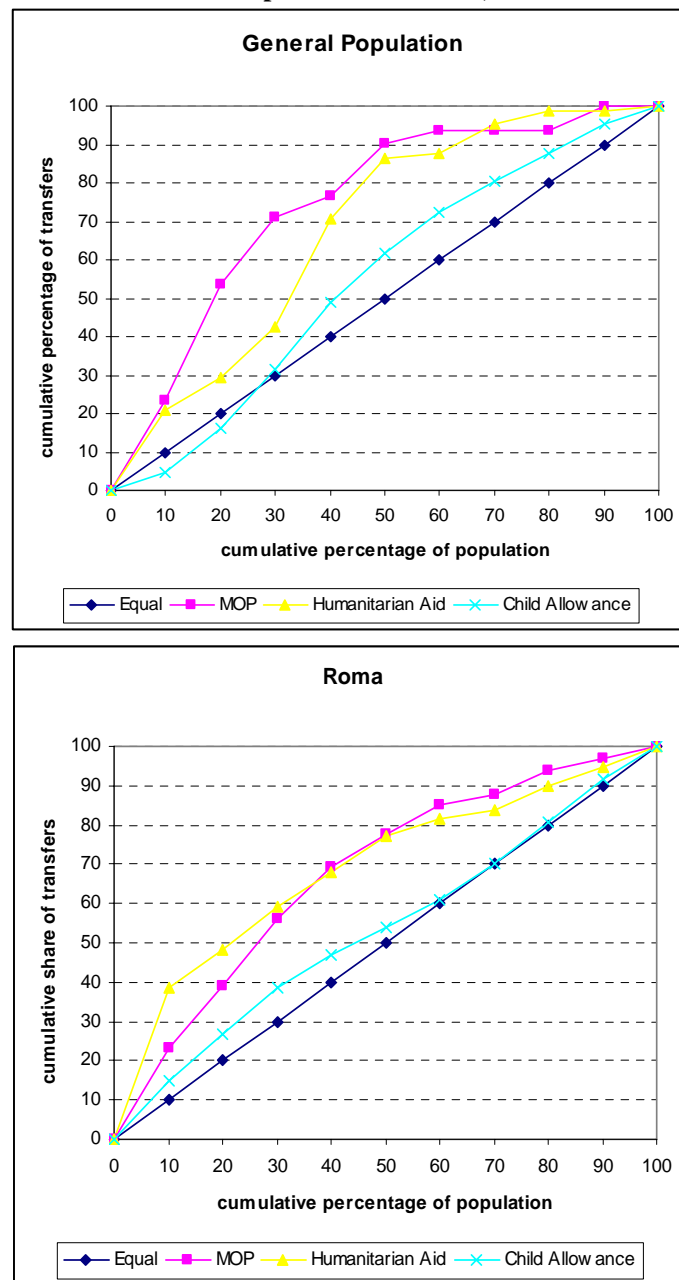 General Population
100
90
80
70
60
50
40
30
20
10
0
cumulative percentage of transfers
0 10 20 30 40 50 60 70 80 90 100
cumulative percentage of population
Equal MOP Humanitarian Aid Child Allowance
Roma
100
90
80
70
60
50
40
30
20
10
0
cumulative share of transfers
0 10 20 30 40 50 60 70 80 90 100
cumulative percentage of population
Equal MOP Humanitarian Aid Child Allowance